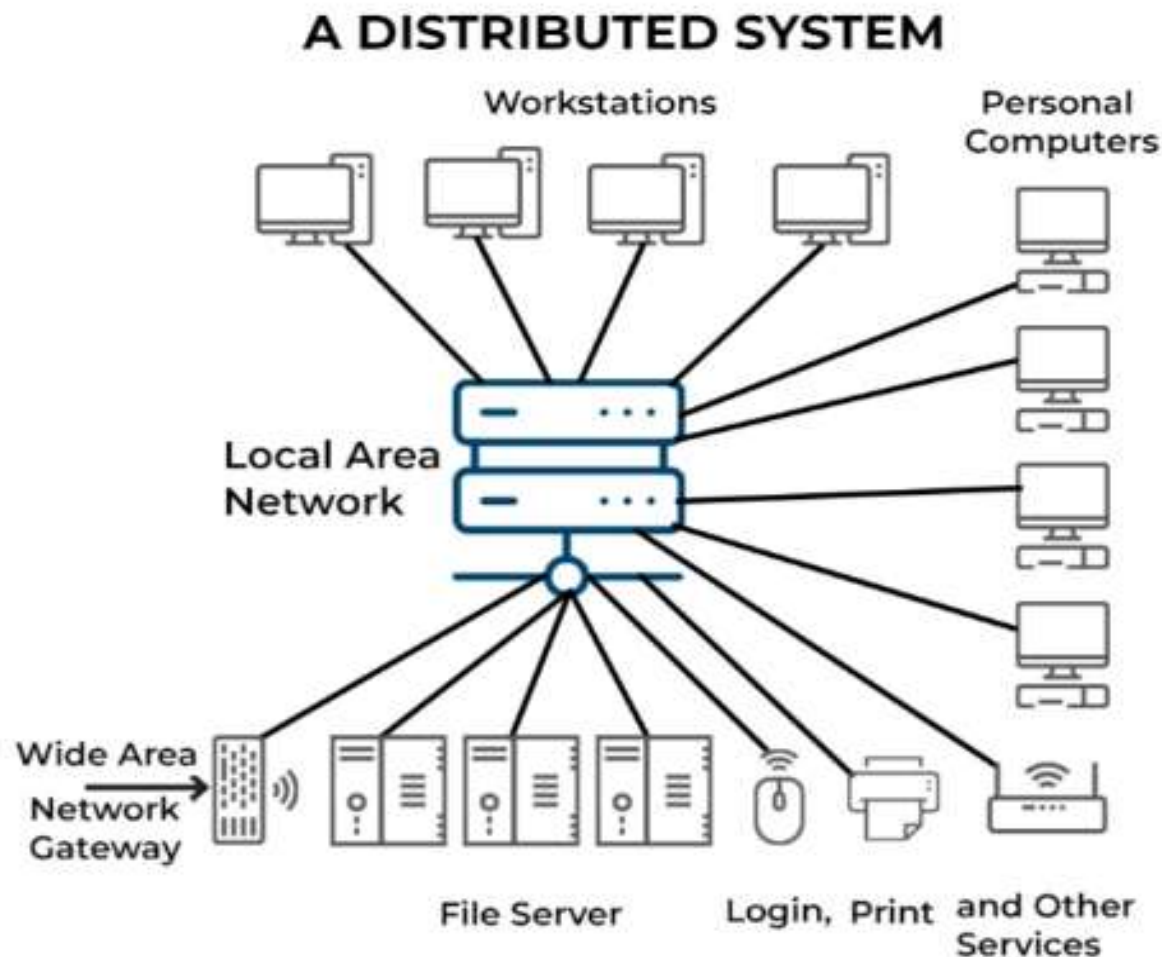 A DISTRIBUTED SYSTEM
Workstations
Personal
Computers
Local Area
Network
Wide Area
Network
Gateway
File Server
Login, Print and Other
Services